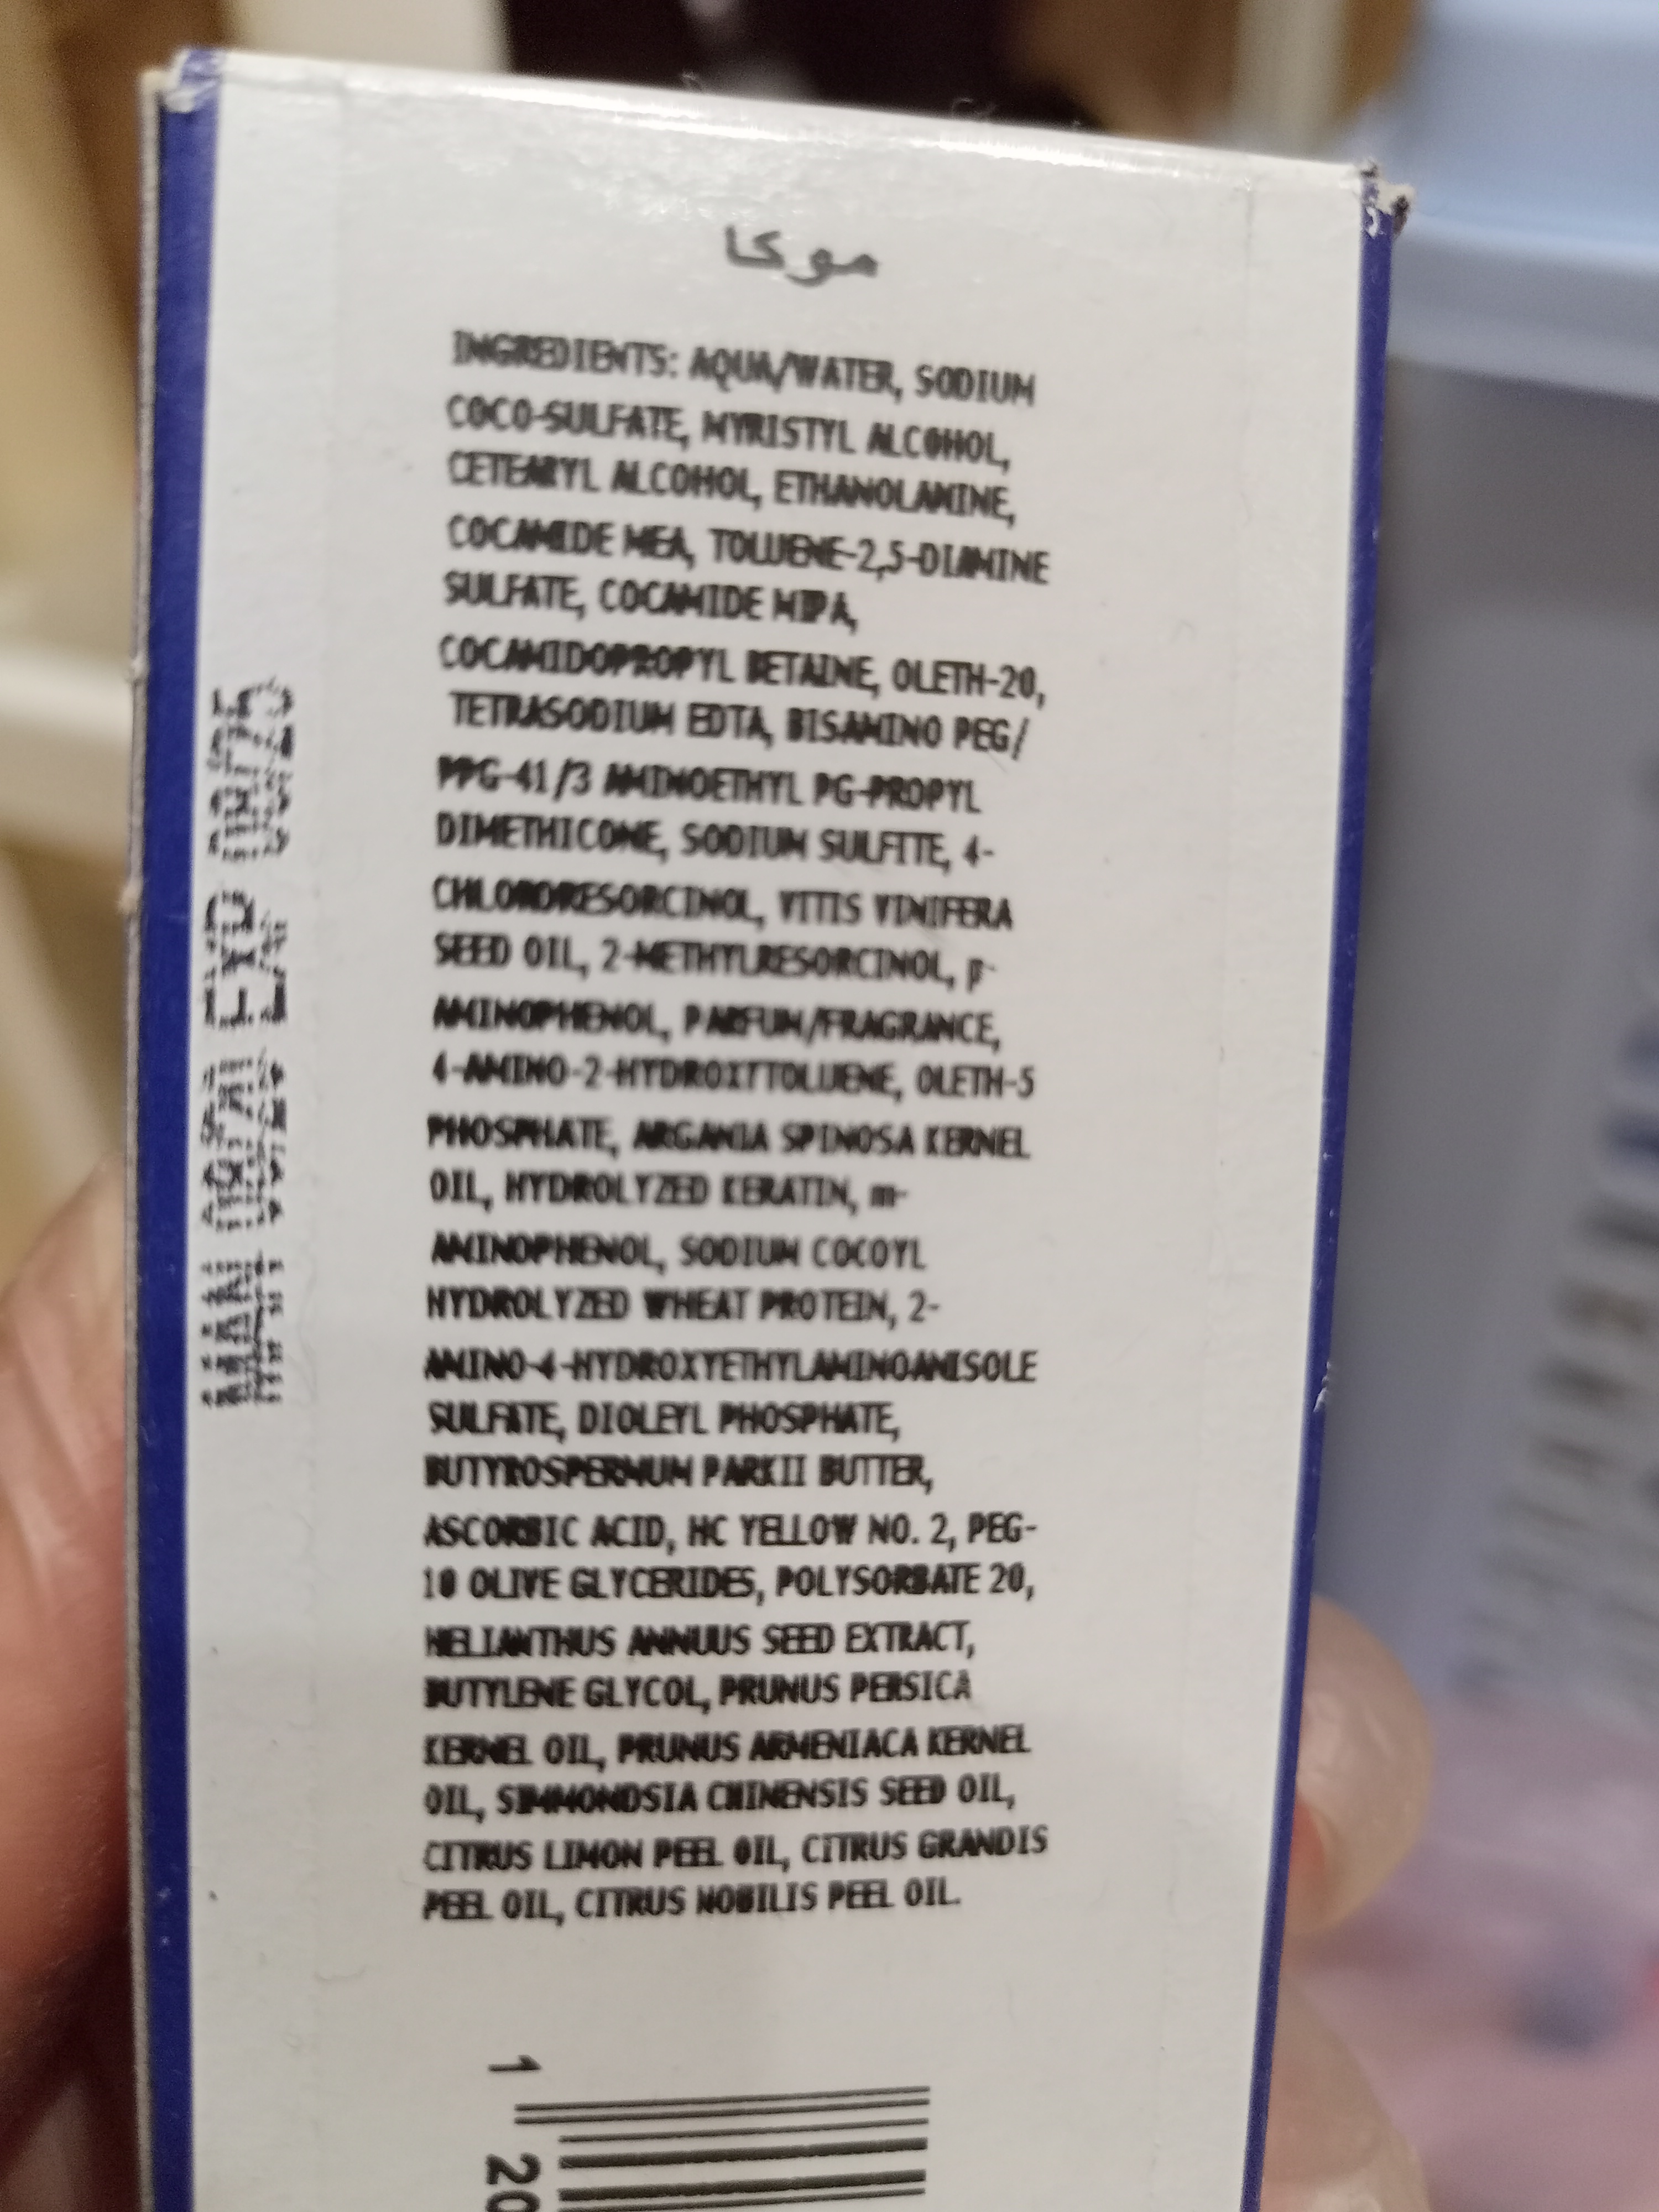 موكا
INGREDIENTS: AQUA/WATER, SODIUM
COCO-SULFATE, MYRISTYL ALCOHOL,
CETEARYL ALCOHOL, ETHANOLAMINE,
COCAMIDE MEA, TOLUENE-2,5-DIAMINE
SULFATE, COCAMIDE MIPA,
COCAMIDOPROPYL BETAINE, OLETH-20,
TETRASODIUM EDTA, BISAMINO PEG/
PPG-41/3 AMINOETHYL PG-PROPYL
DIMETHICONE, SODIUM SULFITE, 4-
CHLORORESORCINOL, VITIS VINIFERA
SEED OIL, 2-METHYLRESORCINOL, p-
AMINOPHENOL, PARFUM/FRAGRANCE,
4-AMINO-2-HYDROXYTOLUENE, OLETH-5
PHOSPHATE, ARGANIA SPINOSA KERNEL
OIL, HYDROLYZED KERATIN, m-
AMINOPHENOL, SODIUM COCOYL
HYDROLYZED WHEAT PROTEIN, 2-
AMINO-4-HYDROXYETHYLAMINOANISOLE
SULFATE, DIOLEYL PHOSPHATE,
BUTYROSPERMUM PARKII BUTTER,
ASCORBIC ACID, HC YELLOW NO. 2, PEG-
10 OLIVE GLYCERIDES, POLYSORBATE 20,
HELIANTHUS ANNUUS SEED EXTRACT,
BUTYLENE GLYCOL, PRUNUS PERSICA
KERNEL OIL, PRUNUS ARMENIACA KERNEL
OIL, SIMMONDSIA CHINENSIS SEED OIL,
CITRUS LIMON PEEL OIL, CITRUS GRANDIS
PEEL OIL, CITRUS NOBILIS PEEL OIL.
EXP
1 20